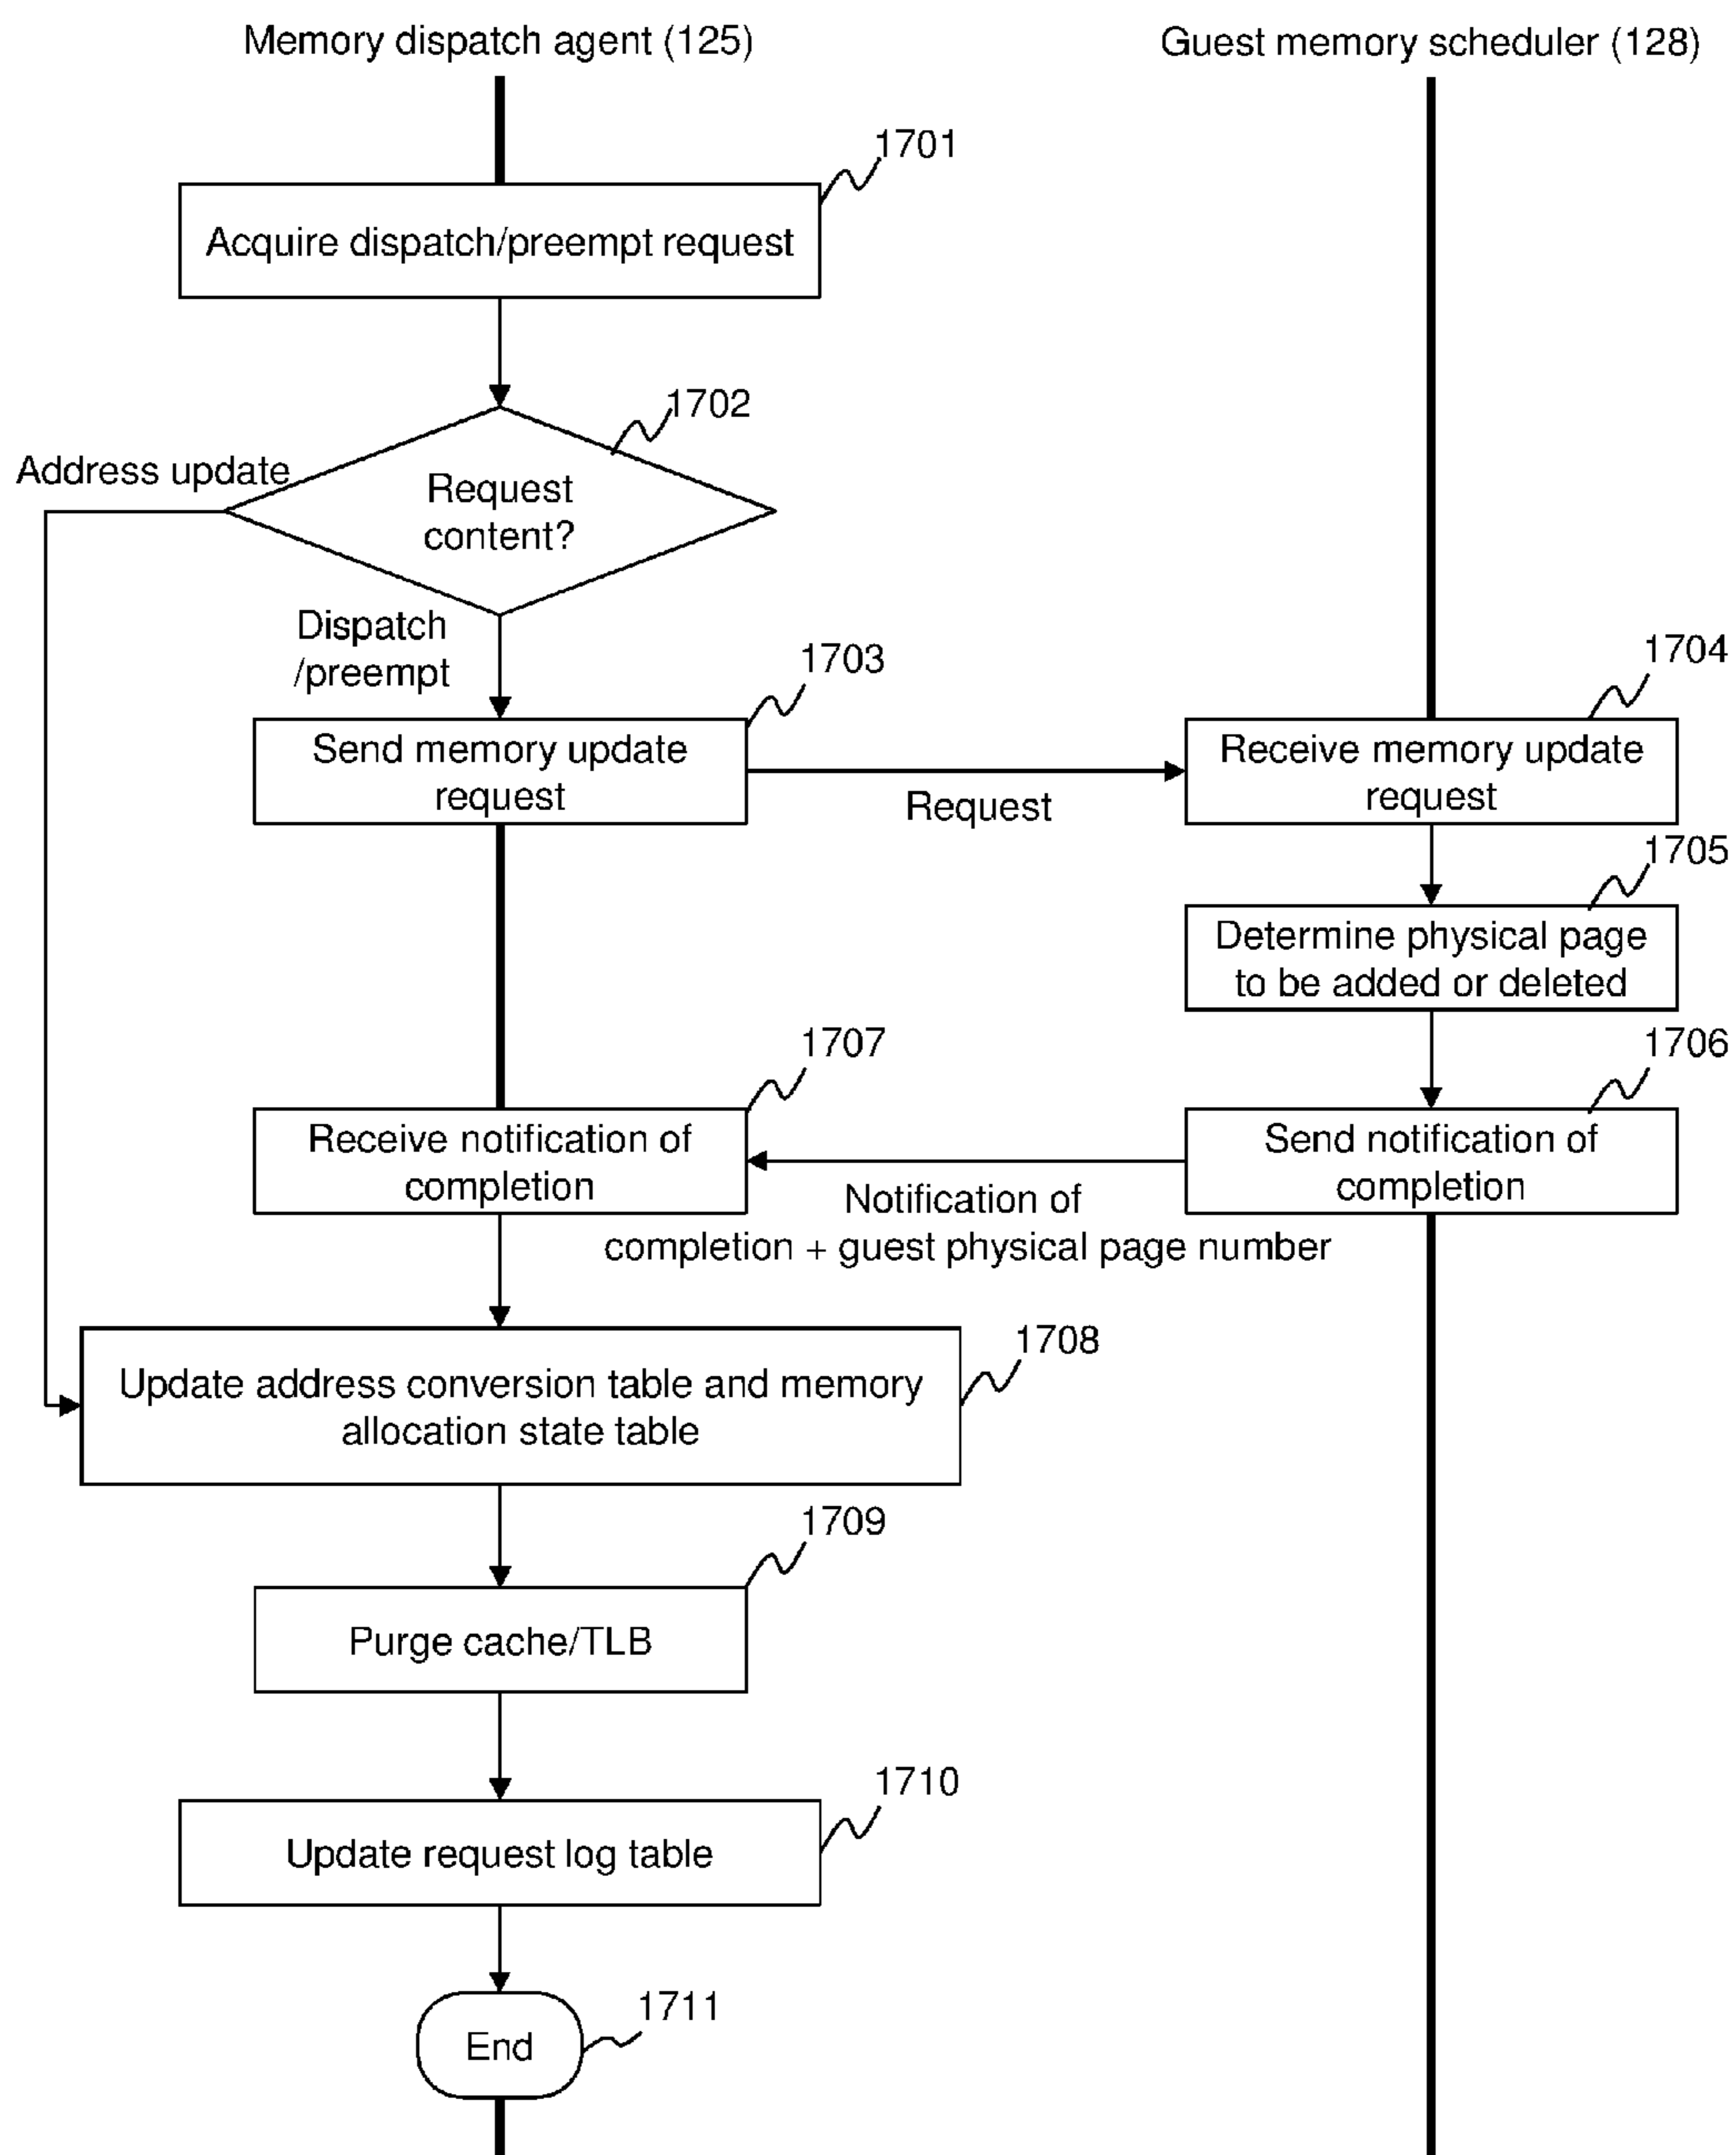 Memory dispatch agent (125)
Guest memory scheduler (128)
1701
Acquire dispatch/preempt request
1702
Address update
Request
content?
Dispatch
/preempt
1703
1704
Send memory update
request
Request
Receive memory update
request
1705
Determine physical page
to be added or deleted
1707
1706
Receive notification of
completion
Send notification of
completion
Notification of
completion + guest physical page number
1708
Update address conversion table and memory
allocation state table
1709
Purge cache/TLB
1710
Update request log table
1711
End